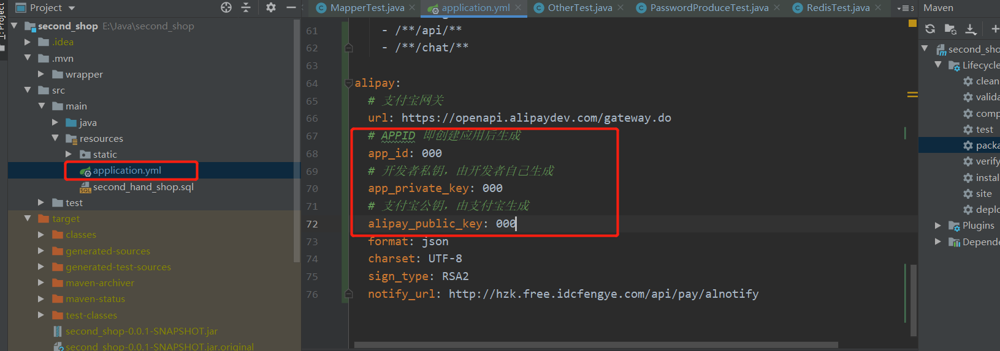 1: Project
Project
second_shop E:\Java\second_shop
.idea
.mvn
wrapper
src
main
java
resources
static
application.yml
second_hand_shop.sql
test
target
classes
generated-sources
generated-test-sources
maven-archiver
maven-status
test-classes
second_shop-0.0.1-SNAPSHOT.jar
second_shop-0.0.1-SNAPSHOT.jar.original
MapperTest.java
application.yml
OtherTest.java
PasswordProduceTest.java
RedisTest.java
3
61 - /**/api/**
62 - /**/chat/**
63
64 alipay:
65 # 支付宝网关
66 url: https://openapi.alipaydev.com/gateway.do
67 # APPID 即创建应用后生成
68 app_id: 000
69 # 开发者私钥，由开发者自己生成
70 app_private_key: 000
71 # 支付宝公钥，由支付宝生成
72 alipay_public_key: 000
73 format: json
74 charset: UTF-8
75 sign_type: RSA2
76 notify_url: http://hzk.free.idcfengye.com/api/pay/alnotify
Maven
second_sho
Lifecycle
clean
valida
comp
test
packa
verify
instal
site
deplo
Plugins
Depende